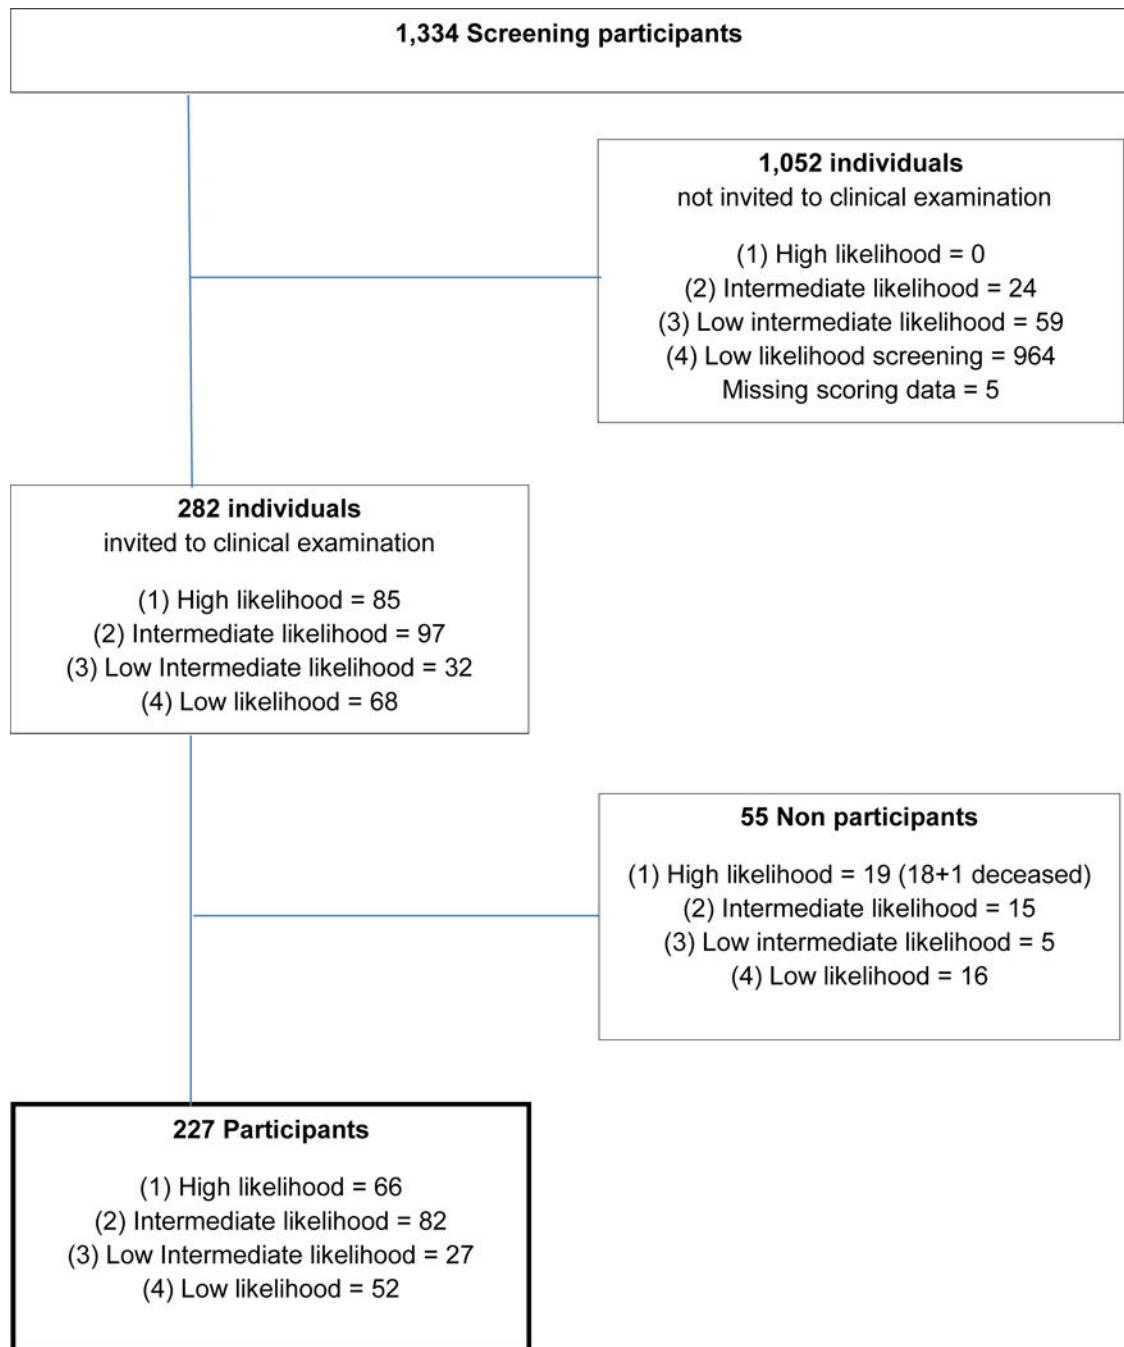 1,334 Screening participants
1,052 individuals
not invited to clinical examination
(1) High likelihood = 0
(2) Intermediate likelihood = 24
(3) Low intermediate likelihood = 59
(4) Low likelihood screening = 964
Missing scoring data = 5
282 individuals
invited to clinical examination
(1) High likelihood = 85
(2) Intermediate likelihood = 97
(3) Low Intermediate likelihood = 32
(4) Low likelihood = 68
55 Non participants
(1) High likelihood = 19 (18+1 deceased)
(2) Intermediate likelihood = 15
(3) Low intermediate likelihood = 5
(4) Low likelihood = 16
227 Participants
(1) High likelihood = 66
(2) Intermediate likelihood = 82
(3) Low Intermediate likelihood = 27
(4) Low likelihood = 52